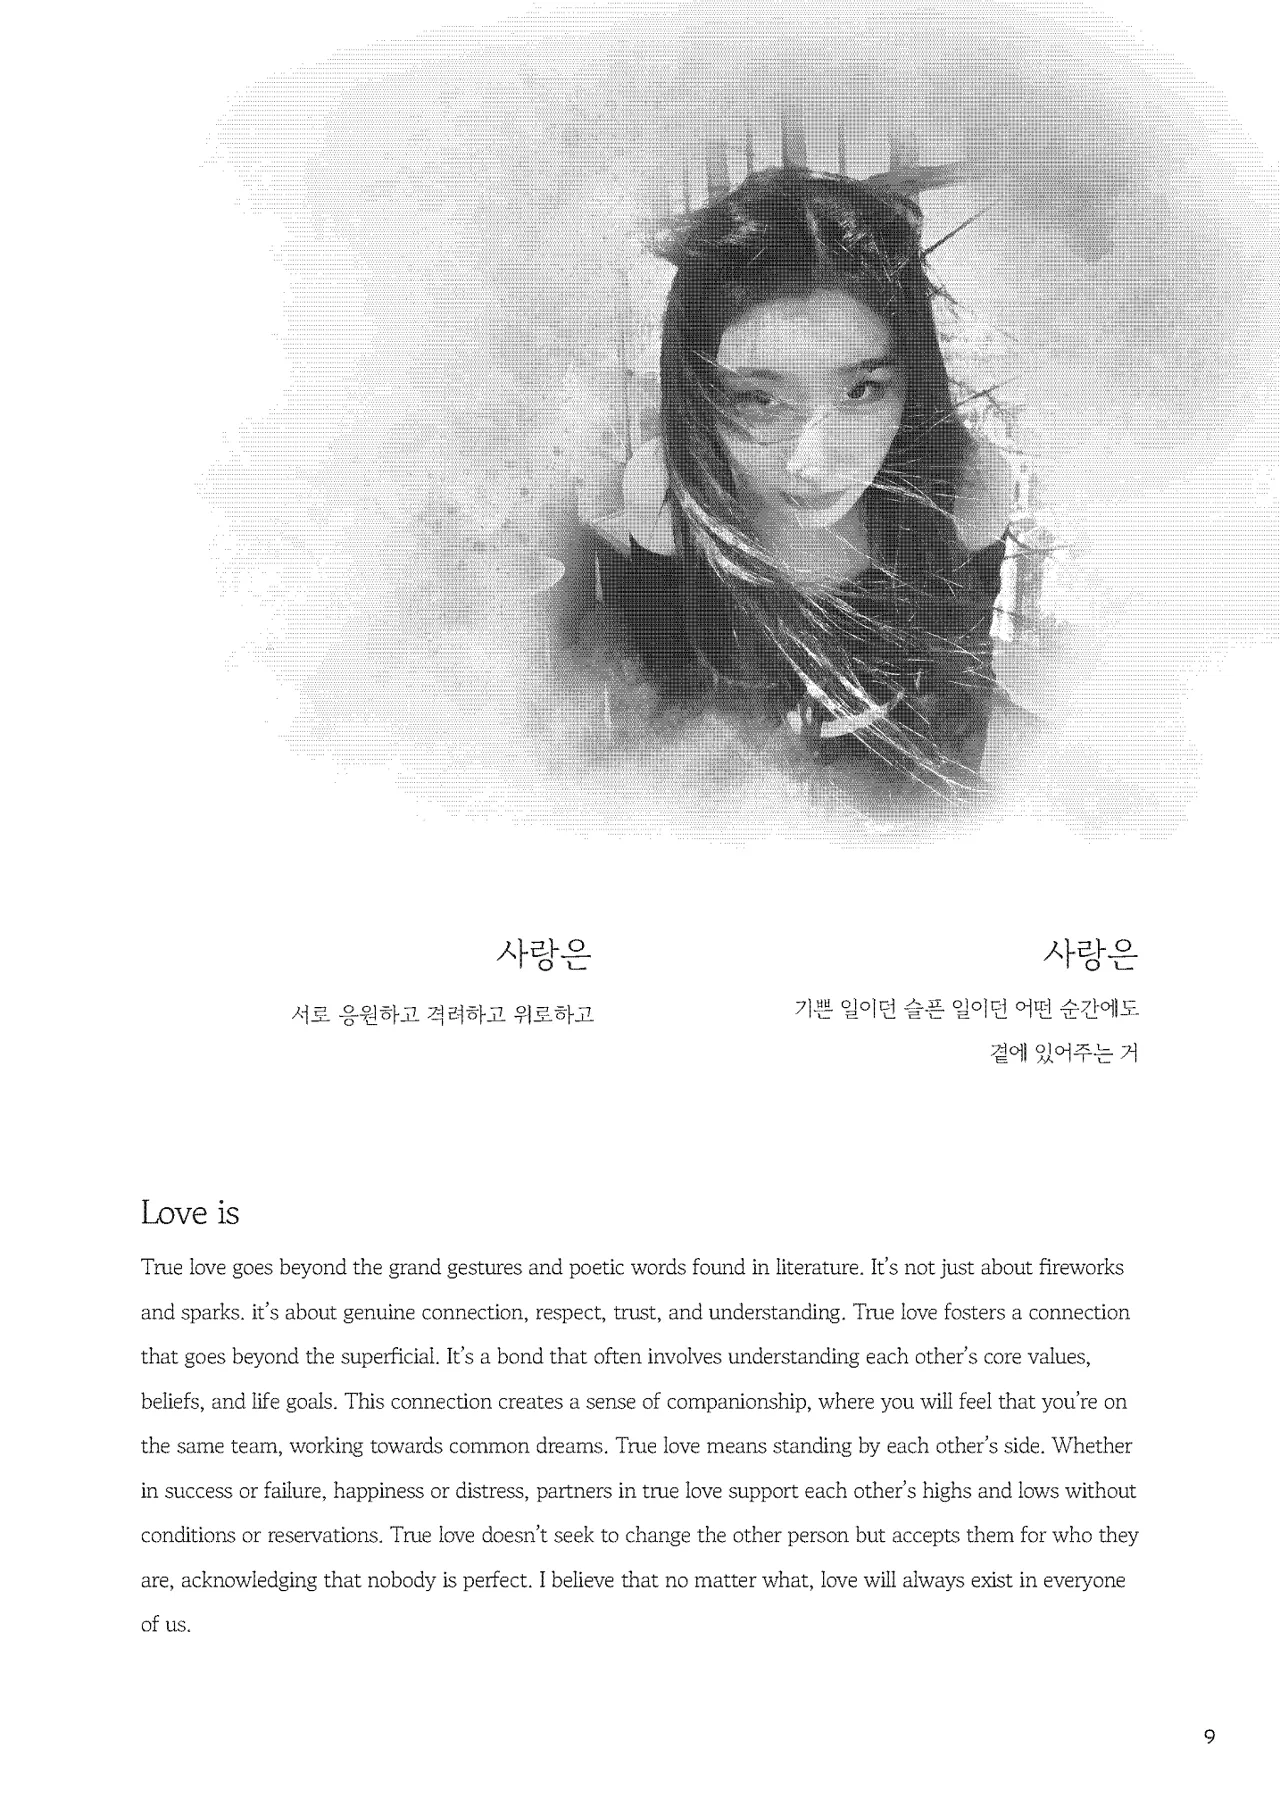 사랑은
서로 응원하고 격려하고 위로하고
사랑은
기쁜 일이던 슬픈 일이던 어떤 순간에도
곁에 있어주는 거
Love is
True love goes beyond the grand gestures and poetic words found in literature. It's not just about fireworks
and sparks. it's about genuine connection, respect, trust, and understanding. True love fosters a connection
that goes beyond the superficial. It's a bond that often involves understanding each other's core values,
beliefs, and life goals. This connection creates a sense of companionship, where you will feel that you're on
the same team, working towards common dreams. True love means standing by each other's side. Whether
in success or failure, happiness or distress, partners in true love support each other's highs and lows without
conditions or reservations. True love doesn't seek to change the other person but accepts them for who they
are, acknowledging that nobody is perfect. I believe that no matter what, love will always exist in everyone
of us.
9